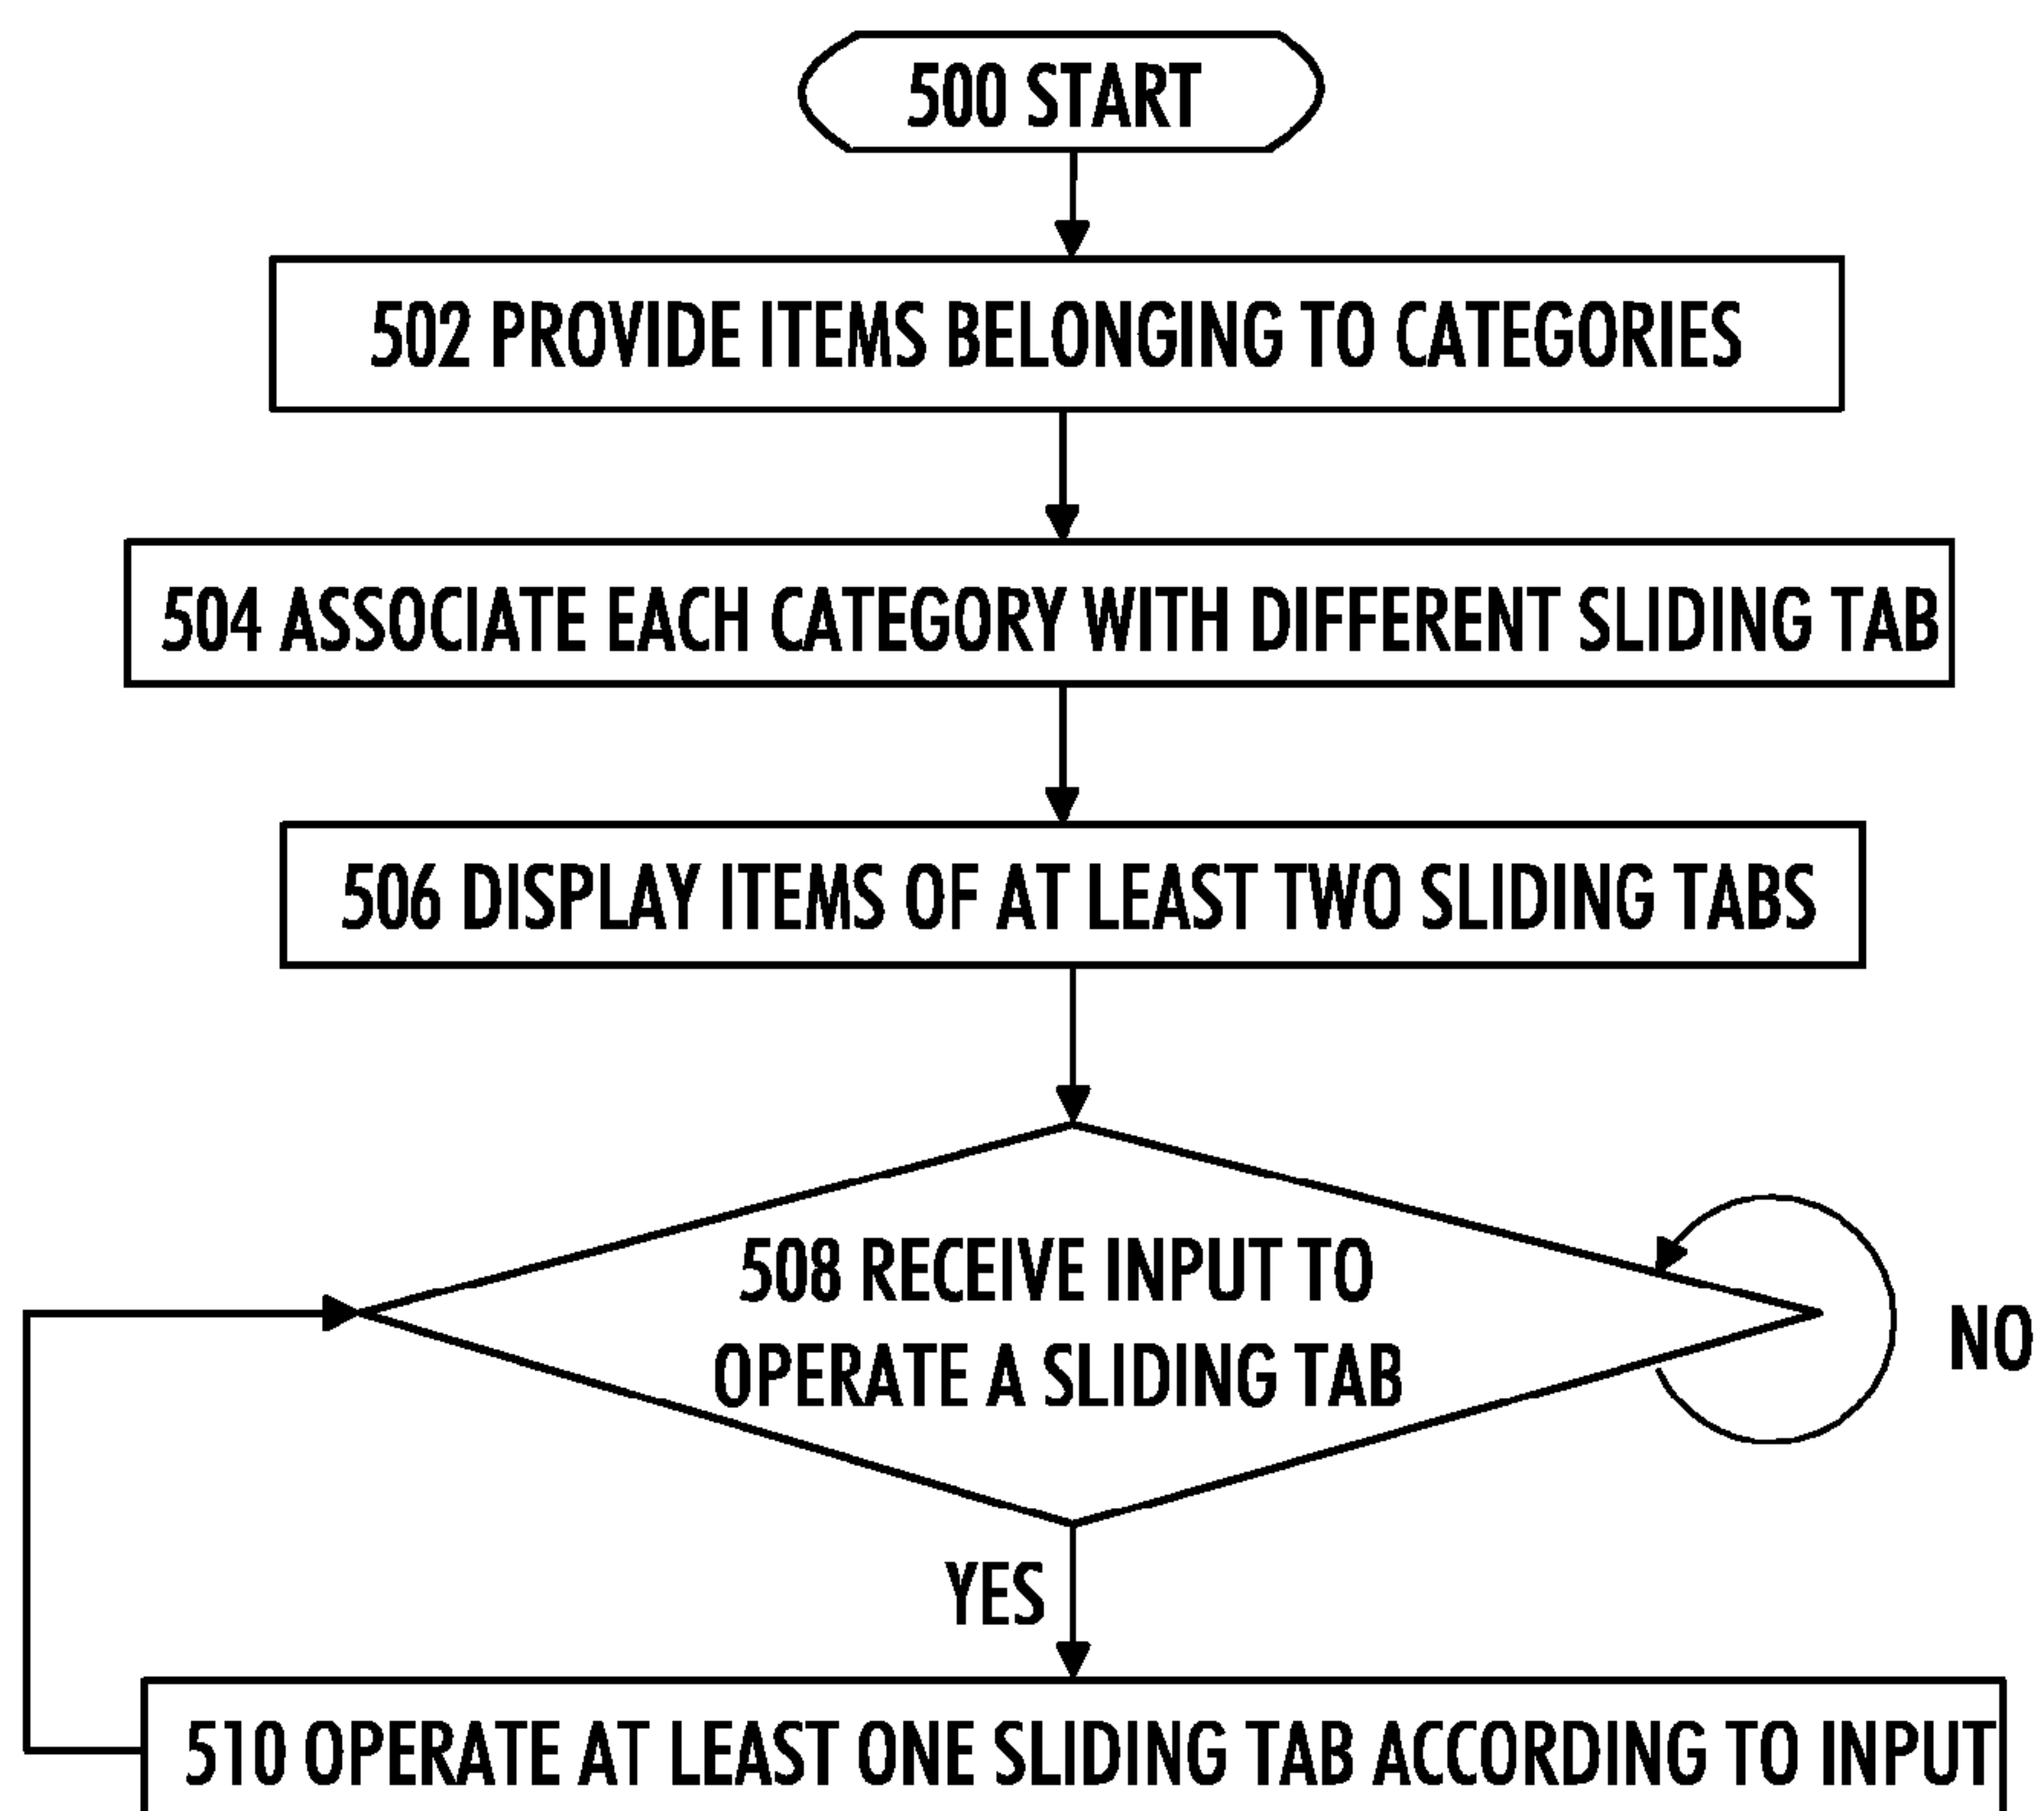 500 START
502 PROVIDE ITEMS BELONGING TO CATEGORIES
504 ASSOCIATE EACH CATEGORY WITH DIFFERENT SLIDING TAB
506 DISPLAY ITEMS OF AT LEAST TWO SLIDING TABS
508 RECEIVE INPUT TO
OPERATE A SLIDING TAB
NO
YES
510 OPERATE AT LEAST ONE SLIDING TAB ACCORDING TO INPUT